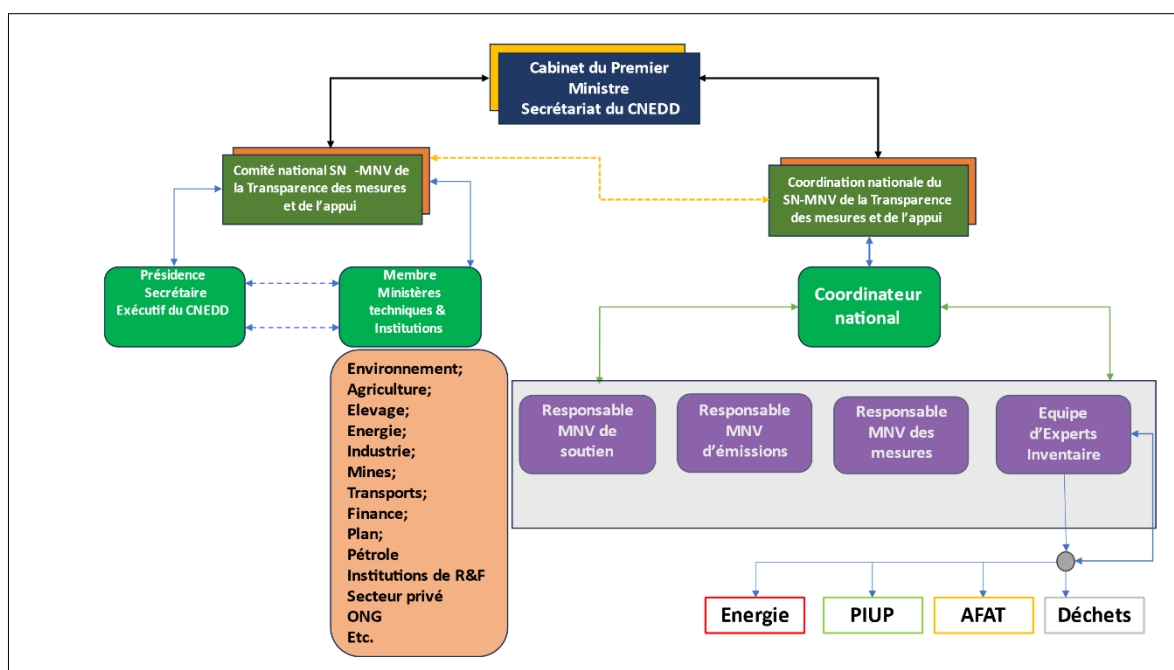 Cabinet du Premier
Ministre
Secrétariat du CNEDD
Comité national SN -MNV de
la Transparence des mesures
et de l'appui
Coordination nationale du
SN-MNV de la Transparence
des mesures et de l'appui
Présidence
Secrétaire
Exécutif du CNEDD
Membre
Ministères
techniques &
Institutions
Coordinateur
national
Environnement;
Agriculture;
Elevage;
Energie;
Industrie;
Mines;
Transports;
Finance;
Plan;
Pétrole
Institutions de R&F
Secteur privé
ONG
Etc.
Responsable
MNV de
soutien
Responsable
MNV
d'émissions
Responsable
MNV des
mesures
Equipe
d'Experts
Inventaire
Energie
PIUP
AFAT
Déchets